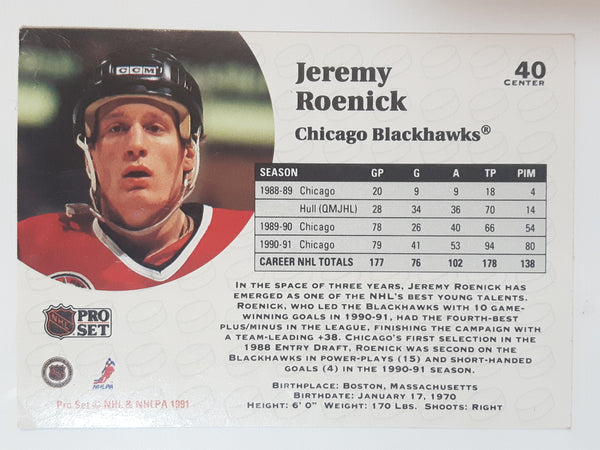 CCM
Jeremy
Roenick
40
CENTER
Chicago Blackhawks®
SEASON GP G A TP PIM
1988-89 Chicago 20 9 9 18 4
Hull (QMJHL) 28 34 36 70 14
1989-90 Chicago 78 26 40 66 54
1990-91 Chicago 79 41 53 94 80
CAREER NHL TOTALS 177 76 102 178 138
IN THE SPACE OF THREE YEARS, JEREMY ROENICK HAS
EMERGED AS ONE OF THE NHL'S BEST YOUNG TALENTS.
ROENICK, WHO LED THE BLACKHAWKS WITH 10 GAME-
WINNING GOALS IN 1990-91, HAD THE FOURTH-BEST
PLUS/MINUS IN THE LEAGUE, FINISHING THE CAMPAIGN WITH
A TEAM-LEADING +38. CHICAGO'S FIRST SELECTION IN THE
1988 ENTRY DRAFT, ROENICK WAS SECOND ON THE
BLACKHAWKS IN POWER-PLAYS (15) AND SHORT-HANDED
GOALS (4) IN THE 1990-91 SEASON.
BIRTHPLACE: BOSTON, MASSACHUSETTS
BIRTHDATE: JANUARY 17, 1970
HEIGHT: 6' 0" WEIGHT: 170 LBS. SHOOTS: RIGHT
NHL PRO
SET
NHLPA
Pro Set © NHL & NHLPA 1991